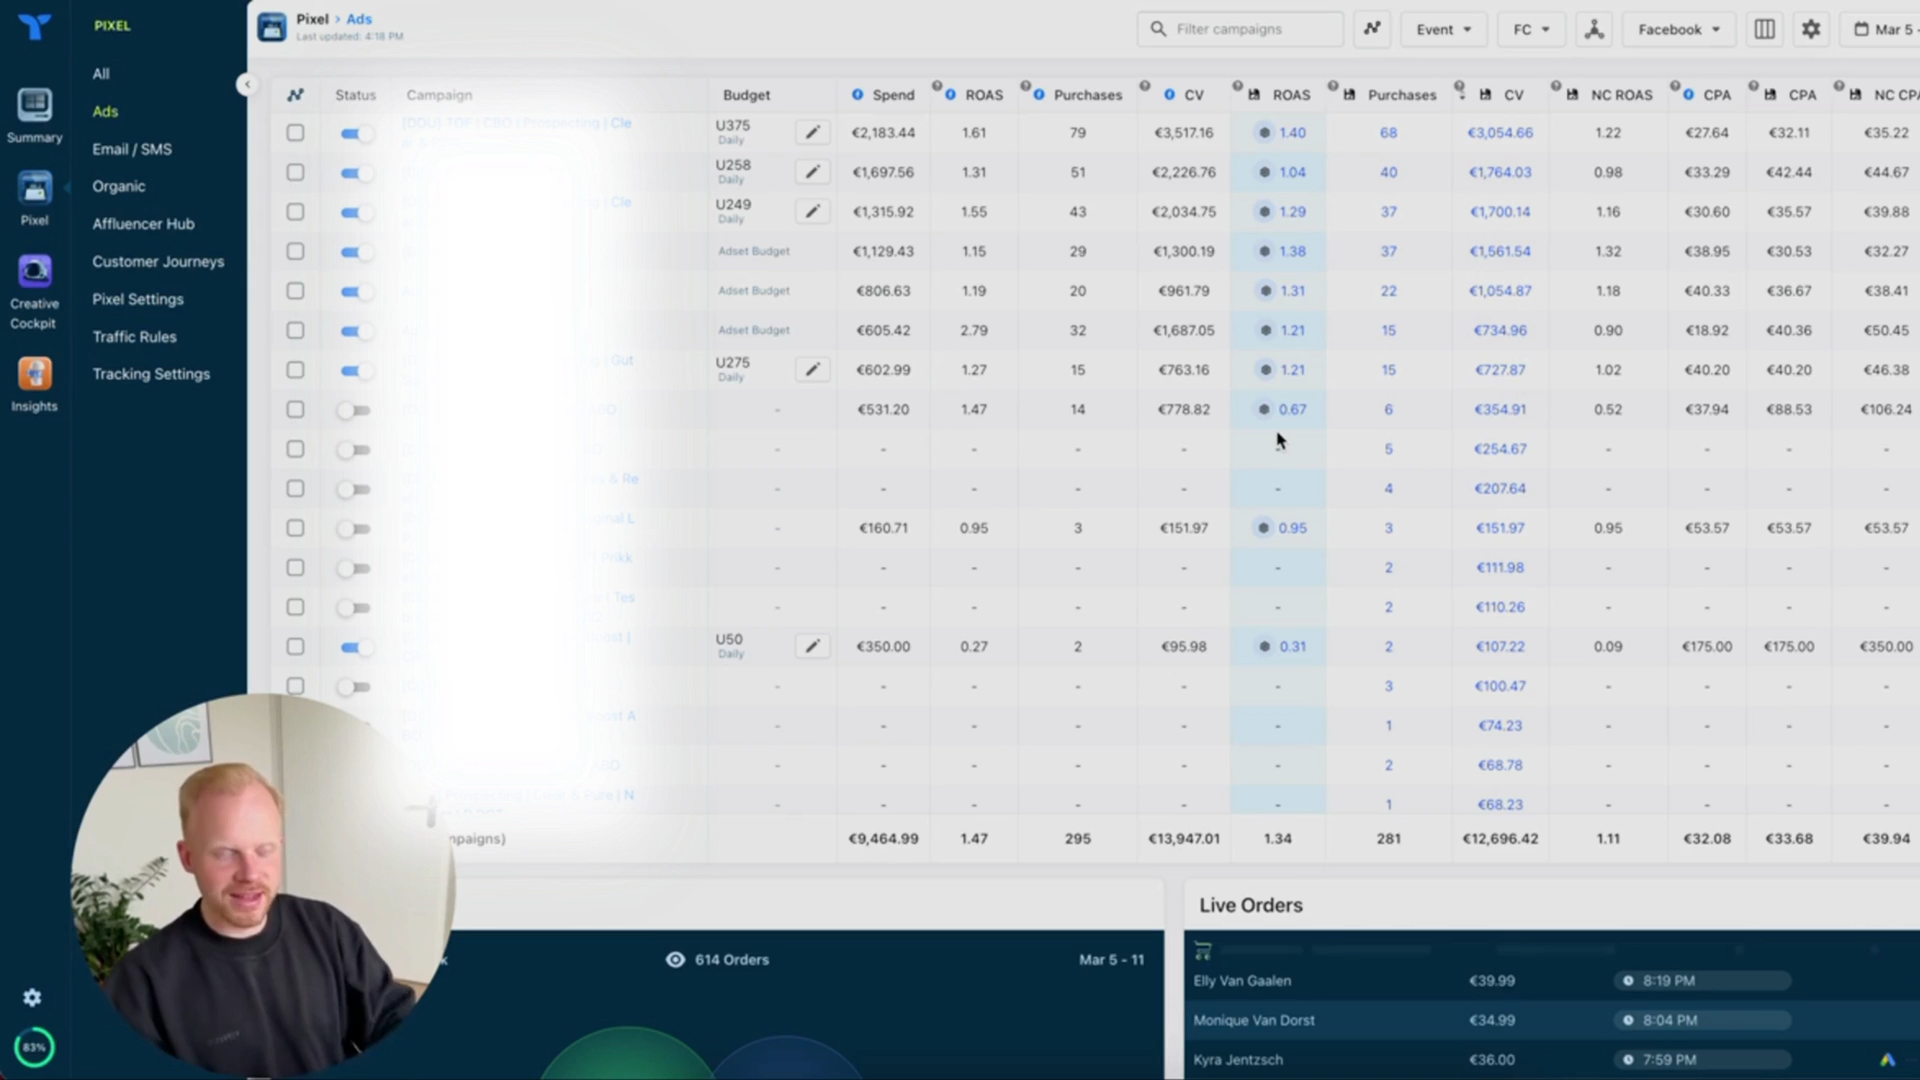 PIXEL
All
Ads
Email / SMS
Organic
Affluencer Hub
Customer Journeys
Pixel Settings
Traffic Rules
Tracking Settings
Summary
Pixel
Creative
Cockpit
Insights
83%
Pixel › Ads
Last updated: 4:18 PM
Filter campaigns
Event
FC
Facebook
Mar 5 -
Status Campaign Budget Spend ROAS Purchases CV ROAS Purchases CV NC ROAS CPA CPA NC CPA
[DDU] TOF | CBO | Prospecting | Cle U375 Daily €2,183.44 1.61 79 €3,517.16 1.40 68 €3,054.66 1.22 €27.64 €32.11 €35.22
U258 Daily €1,697.56 1.31 51 €2,226.76 1.04 40 €1,764.03 0.98 €33.29 €42.44 €44.67
| Cle U249 Daily €1,315.92 1.55 43 €2,034.75 1.29 37 €1,700.14 1.16 €30.60 €35.57 €39.88
Adset Budget €1,129.43 1.15 29 €1,300.19 1.38 37 €1,561.54 1.32 €38.95 €30.53 €32.27
Adset Budget €806.63 1.19 20 €961.79 1.31 22 €1,054.87 1.18 €40.33 €36.67 €38.41
Adset Budget €605.42 2.79 32 €1,687.05 1.21 15 €734.96 0.90 €18.92 €40.36 €50.45
| Gut U275 Daily €602.99 1.27 15 €763.16 1.21 15 €727.87 1.02 €40.20 €40.20 €46.38
- €531.20 1.47 14 €778.82 0.67 6 €354.91 0.52 €37.94 €88.53 €106.24
- - - - - - 5 €254.67 - - - -
& Re - - - - - - 4 €207.64 - - - -
- €160.71 0.95 3 €151.97 0.95 3 €151.97 0.95 €53.57 €53.57 €53.57
- - - - - - 2 €111.98 - - - -
| Tes - - - - - - 2 €110.26 - - - -
U50 Daily €350.00 0.27 2 €95.98 0.31 2 €107.22 0.09 €175.00 €175.00 €350.00
- - - - - - 3 €100.47 - - - -
- - - - - - 1 €74.23 - - - -
- - - - - - 2 €68.78 - - - -
| N - - - - - - 1 €68.23 - - - -
mpaigns) €9,464.99 1.47 295 €13,947.01 1.34 281 €12,696.42 1.11 €32.08 €33.68 €39.94
614 Orders
Mar 5 - 11
Live Orders
Elly Van Gaalen €39.99 8:19 PM
Monique Van Dorst €34.99 8:04 PM
Kyra Jentzsch €36.00 7:59 PM